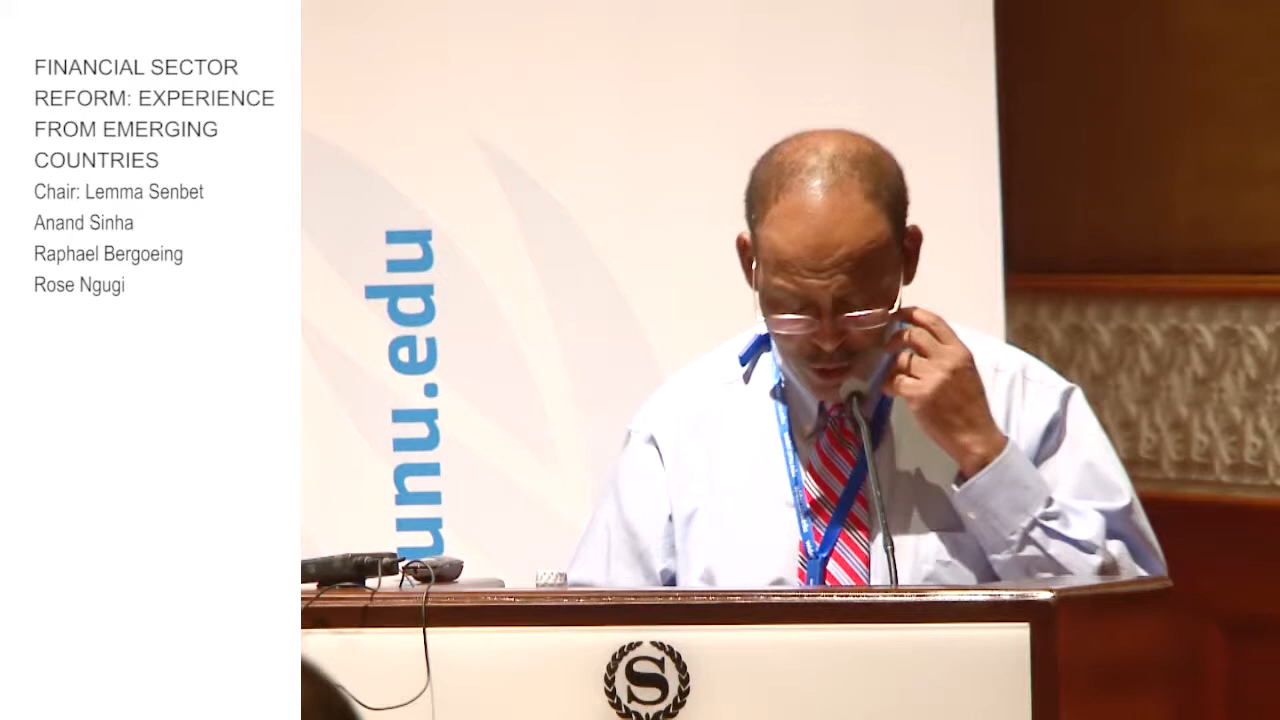 FINANCIAL SECTOR
REFORM: EXPERIENCE
FROM EMERGING
COUNTRIES
Chair: Lemma Senbet
Anand Sinha
Raphael Bergoeing
Rose Ngugi
unu.edu
S